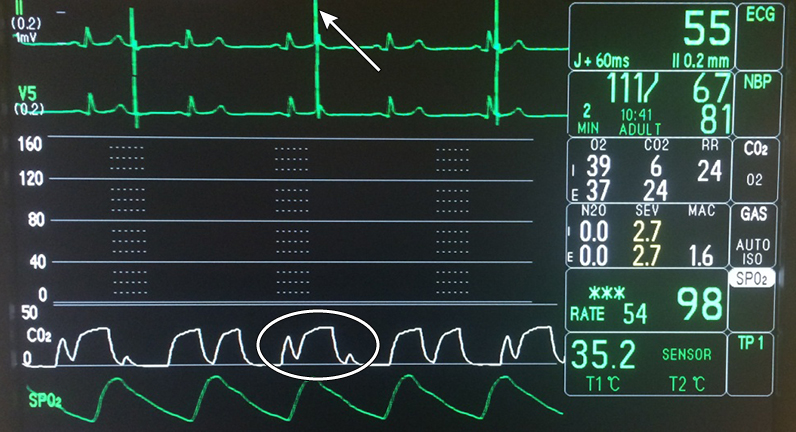 II
(0.2)
1mV
V5
(0.2)
160
120
80
40
0
50
CO₂
0
SPO₂
55
ECG
J + 60ms II 0.2 mm
111/ 67
NBP
2 10:41 81
MIN ADULT
O2 CO2 RR
CO₂
I 39 6 24
O2
E 37 24
N2O SEV MAC
GAS
I 0.0 2.7
AUTO
E 0.0 2.7 1.6
ISO
SPO₂
*** 98
RATE 54
35.2 SENSOR
TP 1
T1 °C T2 °C